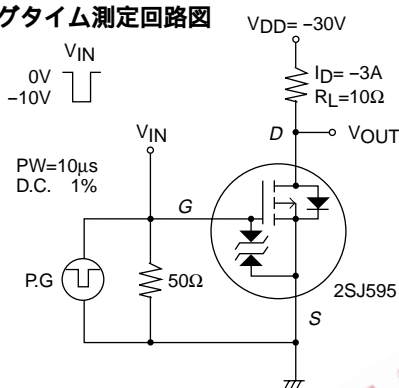 グタイム測定回路図
VDD= −30V
VIN
0V
−10V
ID= −3A
RL=10Ω
VIN
D
VOUT
PW=10µs
D.C. 1%
G
P.G
50Ω
2SJ595
S